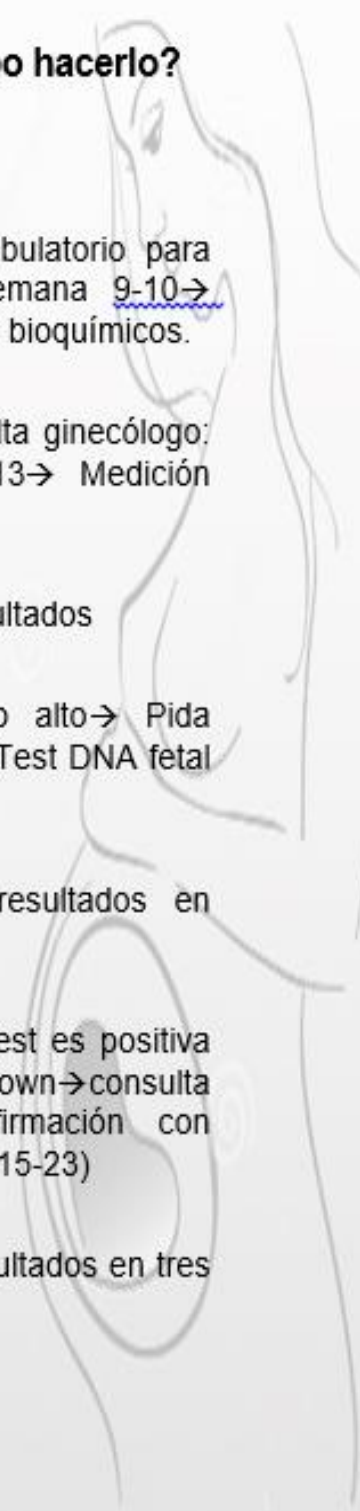 o hacerlo?
bulatorio para
emana 9-10→
bioquímicos.
lta ginecólogo:
13→ Medición
ultados
o alto→ Pida
Test DNA fetal
resultados en
est es positiva
own→consulta
firmación con
15-23)
ultados en tres